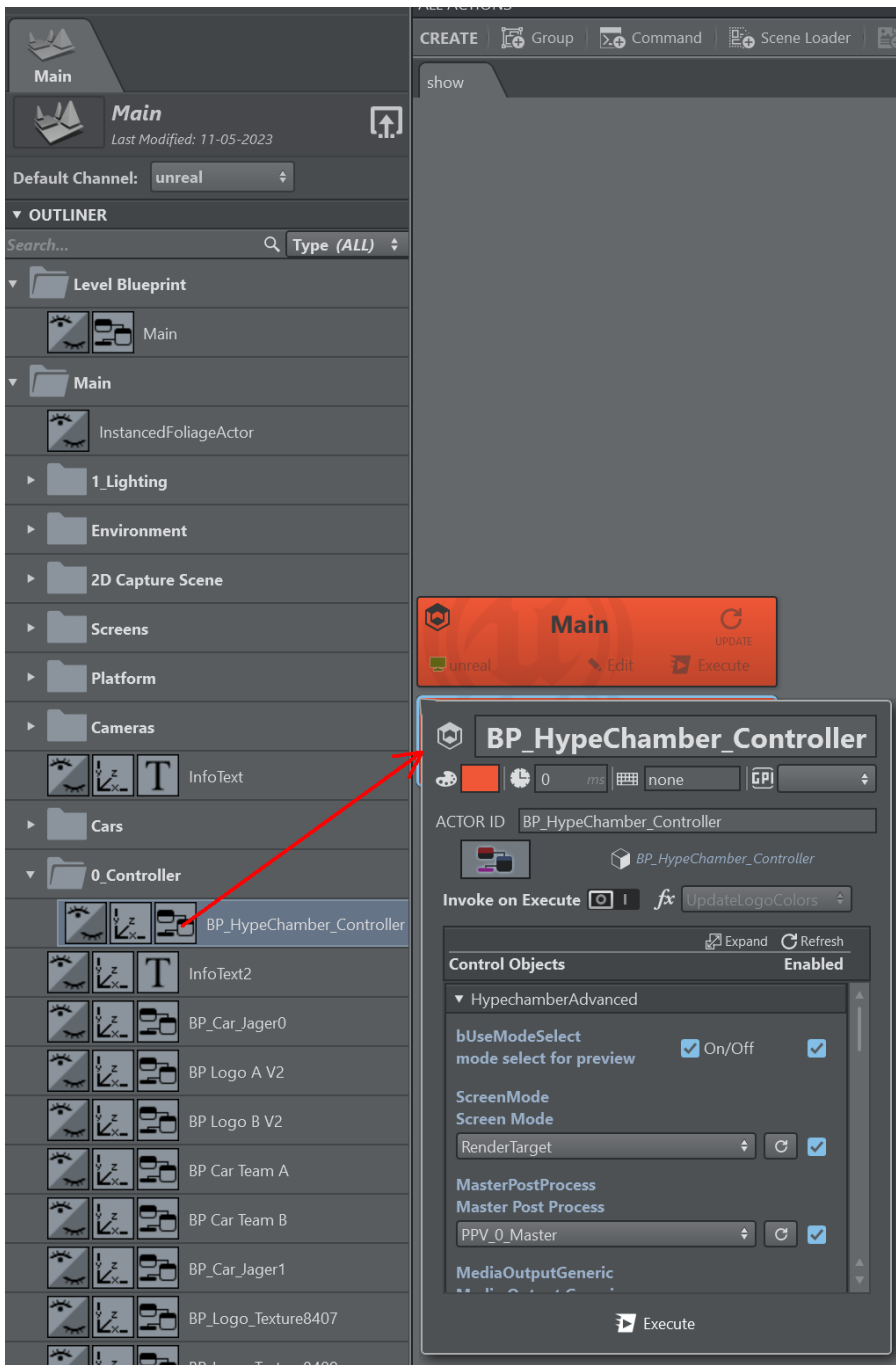 Main
Main
Last Modified: 11-05-2023
Default Channel: unreal
OUTLINER
Search...
Type (ALL)
Level Blueprint
Main
Main
InstancedFoliageActor
1_Lighting
Environment
2D Capture Scene
Screens
Platform
Cameras
InfoText
Cars
0_Controller
BP_HypeChamber_Controller
InfoText2
BP_Car_Jager0
BP Logo A V2
BP Logo B V2
BP Car Team A
BP Car Team B
BP_Car_Jager1
BP_Logo_Texture8407
ALL ACTIONS
CREATE Group Command Scene Loader
show
Main
UPDATE
unreal Edit Execute
BP_HypeChamber_Controller
0 ms none GPI
ACTOR ID BP_HypeChamber_Controller
BP_HypeChamber_Controller
Invoke on Execute fx UpdateLogoColors
Expand Refresh
Control Objects Enabled
HypechamberAdvanced
bUseModeSelect
mode select for preview On/Off
ScreenMode
Screen Mode
RenderTarget
MasterPostProcess
Master Post Process
PPV_0_Master
MediaOutputGeneric
Execute